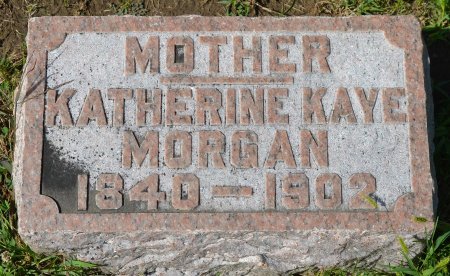 MOTHER
KATHERINE KAYE
MORGAN
1840 — 1902